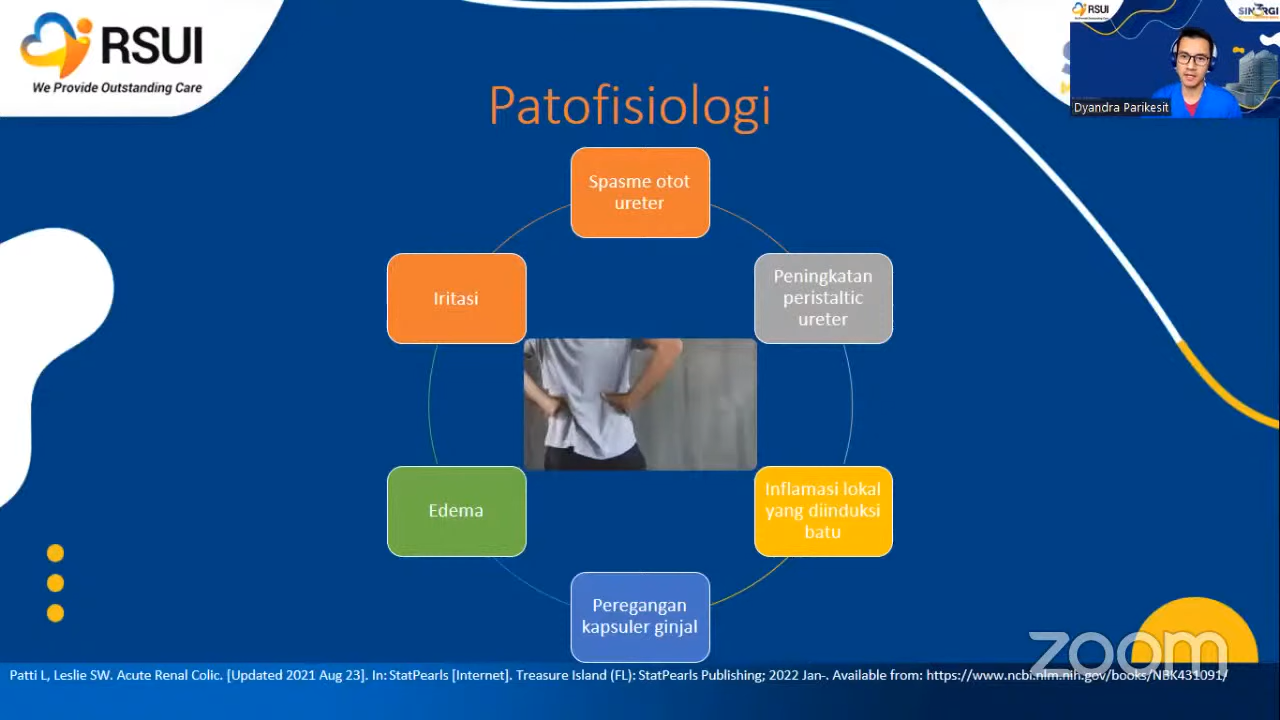 RSUI
We Provide Outstanding Care
RSUI
Dyandra Parikesit
Patofisiologi
Spasme otot
ureter
Peningkatan
peristaltic
ureter
Inflamasi lokal
yang diinduksi
batu
Peregangan
kapsuler ginjal
Edema
Iritasi
zoom
Patti L, Leslie SW. Acute Renal Colic. [Updated 2021 Aug 23]. In: StatPearls [Internet]. Treasure Island (FL): StatPearls Publishing; 2022 Jan-. Available from: https://www.ncbi.nlm.nih.gov/books/NBK431091/